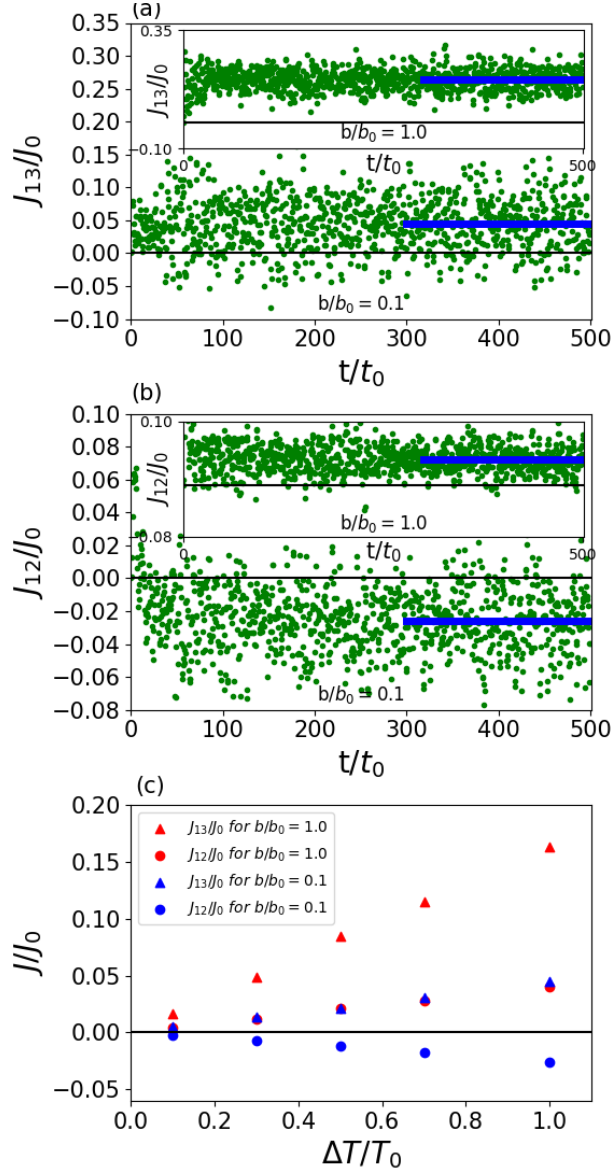 (a)
0.35
0.30
0.25
0.20
0.15
0.10
0.05
0.00
−0.05
−0.10
J₁₃/J₀
0.35
−0.10
J₁₃/J₀
b/b₀ = 1.0
0
500
t/t₀
b/b₀ = 0.1
0
100
200
300
400
500
t/t₀
(b)
0.10
0.08
0.06
0.04
0.02
0.00
−0.02
−0.04
−0.06
−0.08
J₁₂/J₀
0.10
−0.08
J₁₂/J₀
b/b₀ = 1.0
0
500
t/t₀
b/b₀ = 0.1
0
100
200
300
400
500
t/t₀
(c)
0.20
0.15
0.10
0.05
0.00
−0.05
J/J₀
J₁₃/J₀ for b/b₀ = 1.0
J₁₂/J₀ for b/b₀ = 1.0
J₁₃/J₀ for b/b₀ = 0.1
J₁₂/J₀ for b/b₀ = 0.1
0.0
0.2
0.4
0.6
0.8
1.0
ΔT/T₀